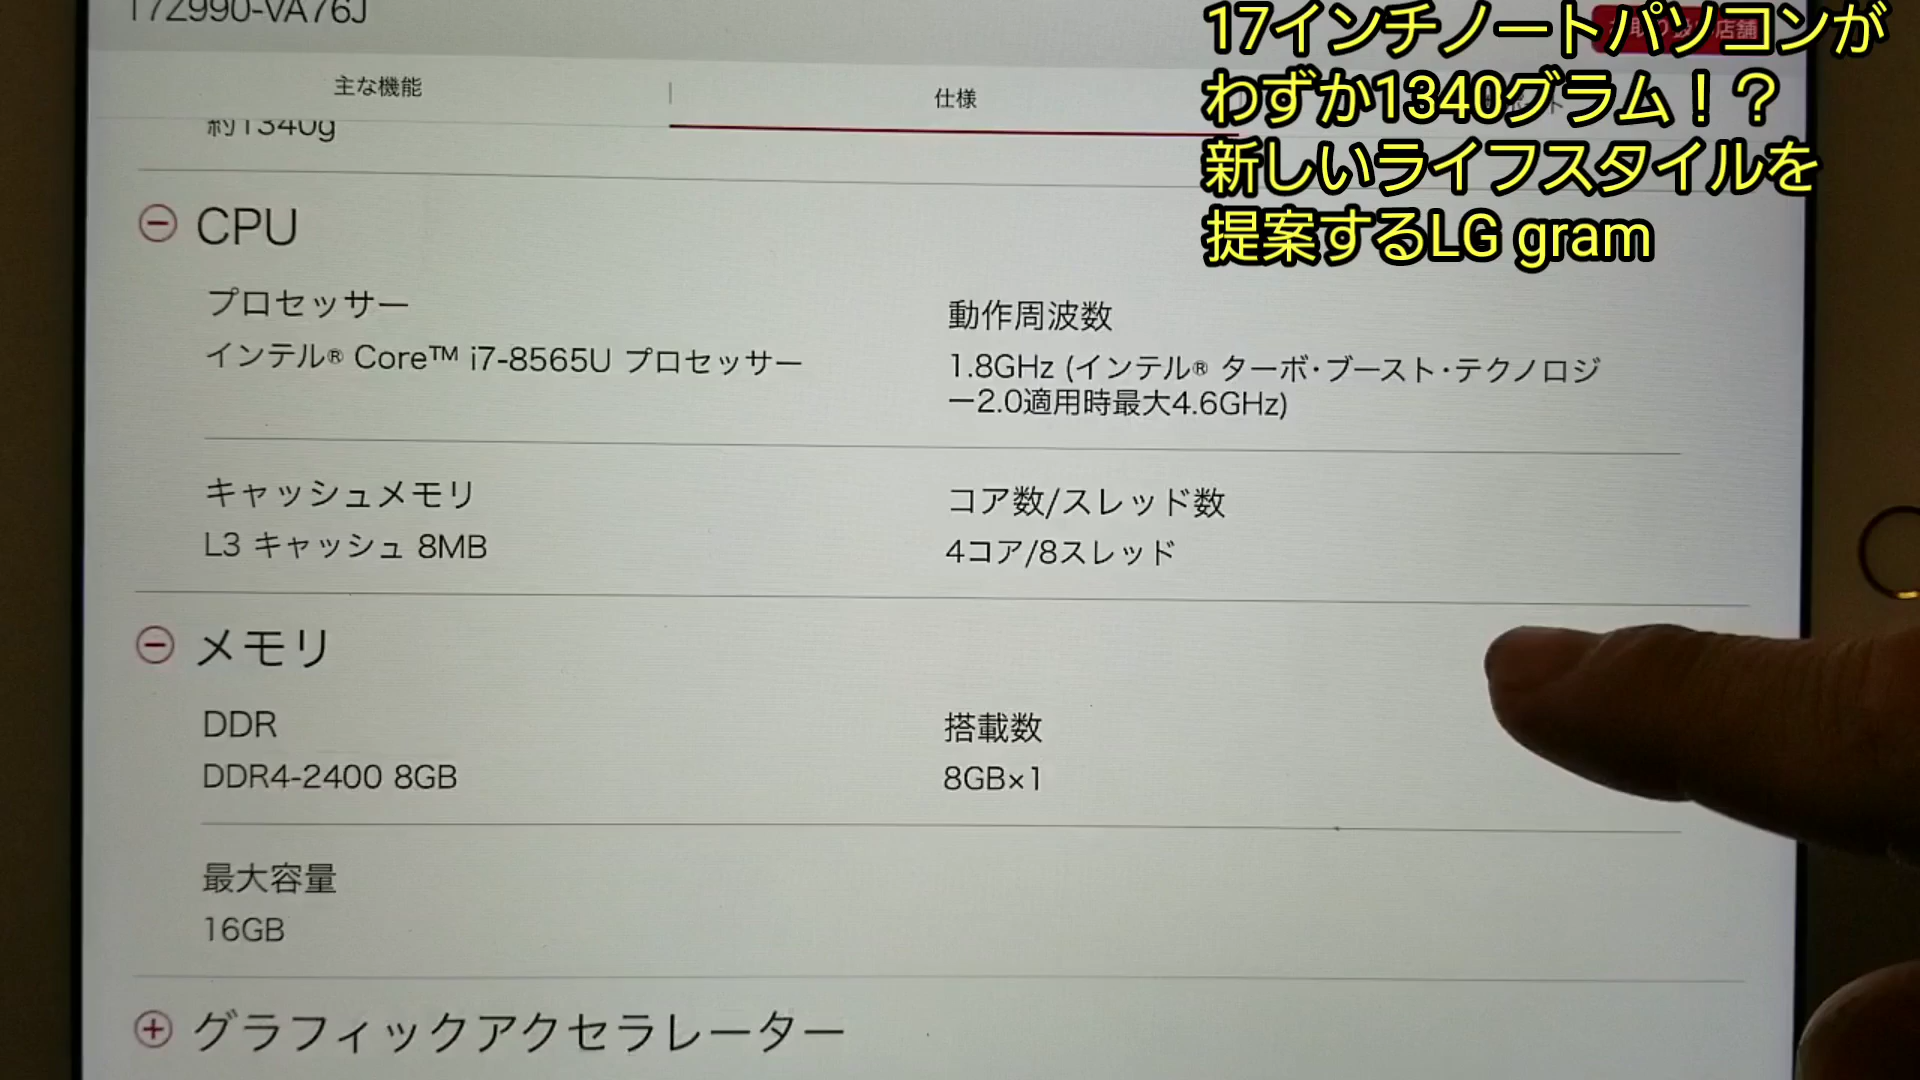 17Z990-VA76J
17インチノートパソコンが
わずか1340グラム！？
新しいライフスタイルを
提案するLG gram
主な機能
仕様
約1340g
CPU
プロセッサー
インテル® Core™ i7-8565U プロセッサー
動作周波数
1.8GHz (インテル® ターボ･ブースト･テクノロジ
ー2.0適用時最大4.6GHz)
キャッシュメモリ
L3 キャッシュ 8MB
コア数/スレッド数
4コア/8スレッド
メモリ
DDR
DDR4-2400 8GB
搭載数
8GB×1
最大容量
16GB
グラフィックアクセラレーター